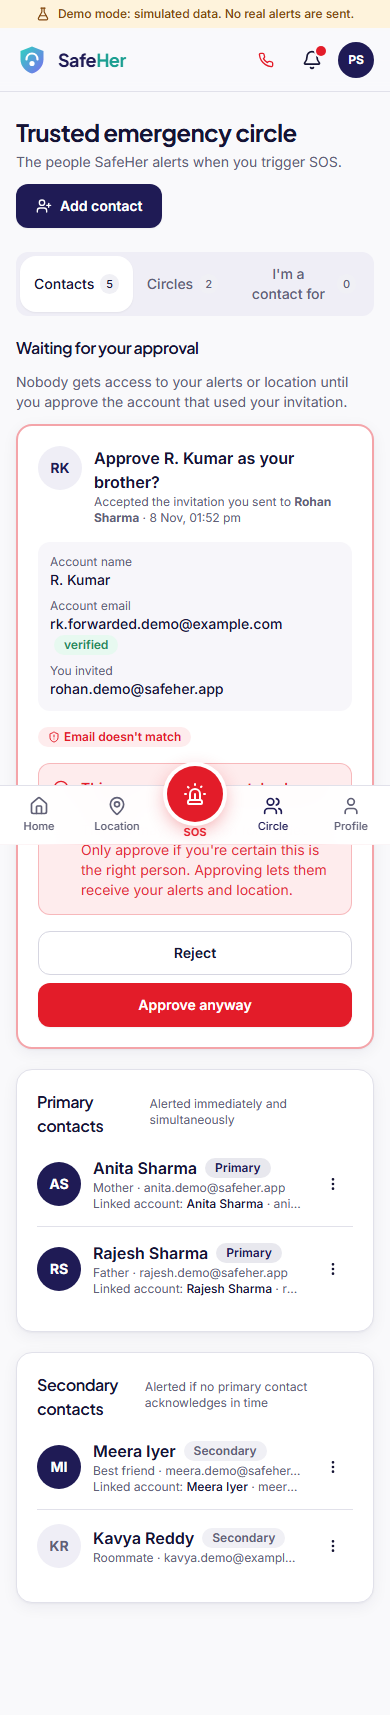 Demo mode: simulated data. No real alerts are sent.
SafeHer
PS
Trusted emergency circle
The people SafeHer alerts when you trigger SOS.
Add contact
Contacts 5
Circles 2
I'm a
contact for 0
Waiting for your approval
Nobody gets access to your alerts or location until
you approve the account that used your invitation.
RK
Approve R. Kumar as your
brother?
Accepted the invitation you sent to Rohan
Sharma · 8 Nov, 01:52 pm
Account name
R. Kumar
Account email
rk.forwarded.demo@example.com
verified
You invited
rohan.demo@safeher.app
Email doesn't match
Home
Location
SOS
Circle
Profile
Only approve if you're certain this is
the right person. Approving lets them
receive your alerts and location.
Reject
Approve anyway
Primary
contacts
Alerted immediately and
simultaneously
AS
Anita Sharma Primary
Mother · anita.demo@safeher.app
Linked account: Anita Sharma · ani...
RS
Rajesh Sharma Primary
Father · rajesh.demo@safeher.app
Linked account: Rajesh Sharma · r...
Secondary
contacts
Alerted if no primary contact
acknowledges in time
MI
Meera Iyer Secondary
Best friend · meera.demo@safeher...
Linked account: Meera Iyer · meer...
KR
Kavya Reddy Secondary
Roommate · kavya.demo@exampl...